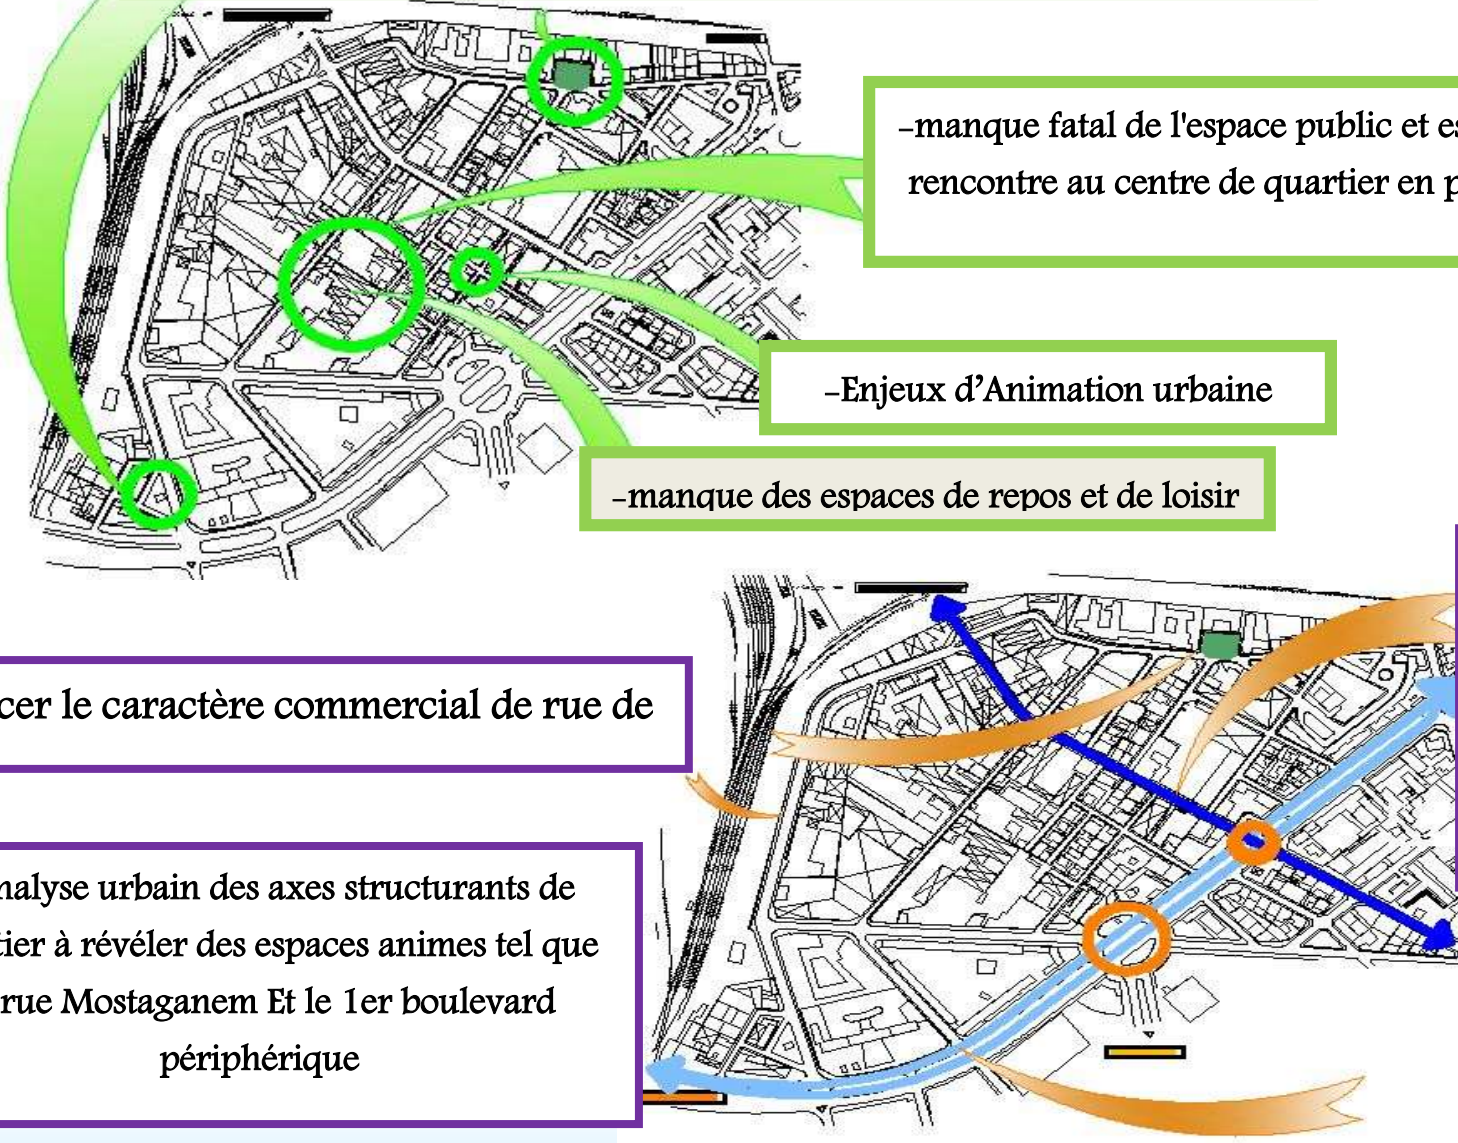 -manque fatal de l'espace public et es
rencontre au centre de quartier en p
-Enjeux d'Animation urbaine
-manque des espaces de repos et de loisir
cer le caractère commercial de rue de
nalyse urbain des axes structurants de
tier à révéler des espaces animes tel que
rue Mostaganem Et le 1er boulevard
périphérique